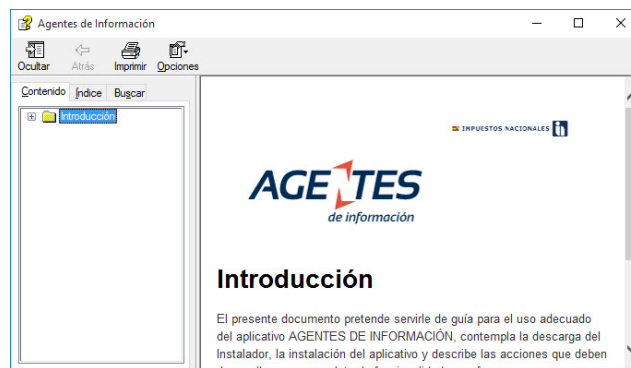 Agentes de Información
Ocultar Atrás Imprimir Opciones
Contenido Índice Buscar
Introducción
IMPUESTOS NACIONALES
AGENTES
de información
Introducción
El presente documento pretende servirle de guía para el uso adecuado
del aplicativo AGENTES DE INFORMACIÓN, contempla la descarga del
Instalador, la instalación del aplicativo y describe las acciones que deben